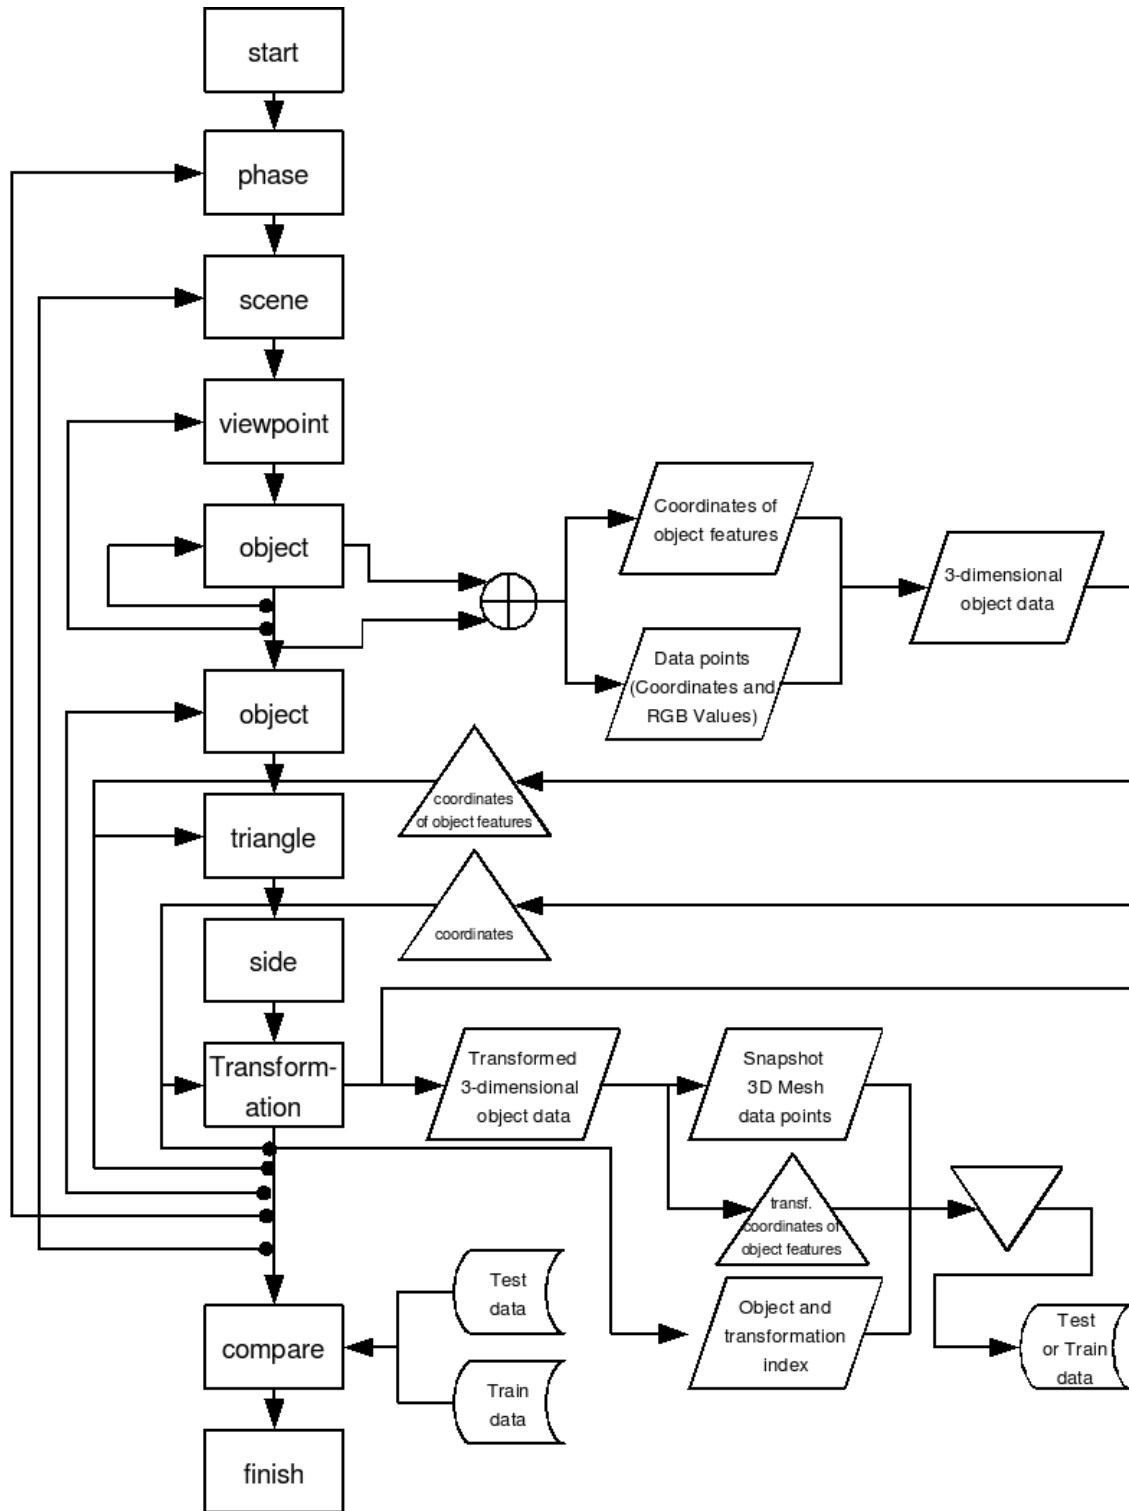 start
phase
scene
viewpoint
object
Coordinates of
object features
3-dimensional
object data
Data points
(Coordinates and
RGB Values)
object
coordinates
of object features
triangle
coordinates
side
Transform-
ation
Transformed
3-dimensional
object data
Snapshot
3D Mesh
data points
transf.
coordinates of
object features
Test
data
Object and
transformation
index
Test
or Train
data
compare
Train
data
finish